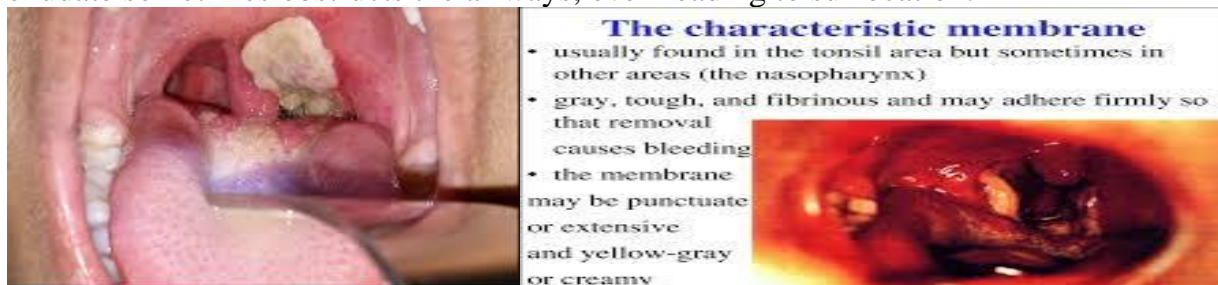 The characteristic membrane
• usually found in the tonsil area but sometimes in
other areas (the nasopharynx)
• gray, tough, and fibrinous and may adhere firmly so
that removal
causes bleeding
• the membrane
may be punctuate
or extensive
and yellow-gray
or creamy